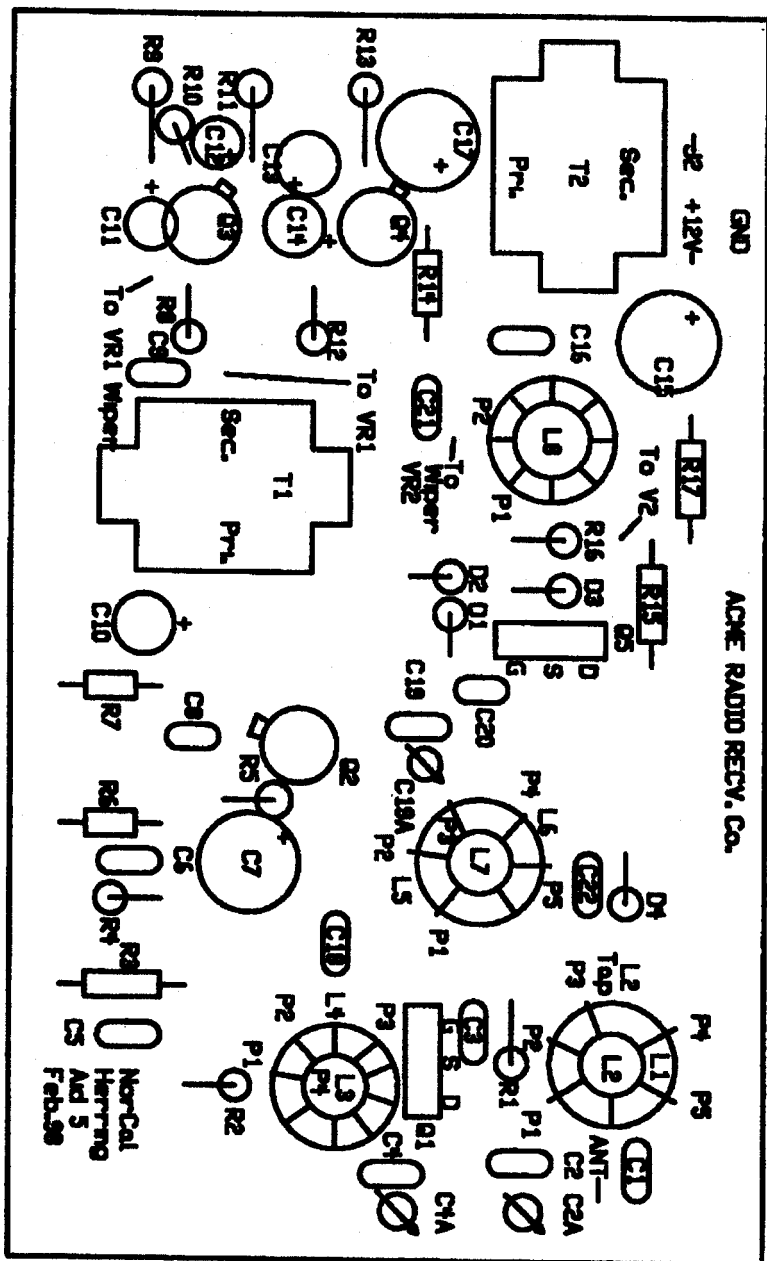 GND
ACME RADIO RECV. Co.
J2
+12V
C15
R17
R15
To V2
D4
P4
P5
L1
L2
L2
Tap
P3
C1
ANT
Sec.
T2
Pri.
C16
R16
D3
Q5
D
S
G
C22
P2
P1
C2
C2A
L8
P2
P1
C20
P4
L6
P5
L7
P3
C3
G
S
D
R1
C17
R14
C21
To
Wiper
VR2
D2
C19
C19A
P2
L5
P1
P3
Q1
C4
C4A
R13
Q4
R12
To VR1
Q2
C18
L4
P2
L3
P4
C13
C14
T1
Sec.
Pri.
R5
C7
P1
R2
R11
C12
Q3
R10
R9
R8
C9
C8
C6
C11
To VR1 Wiper
C10
R7
R6
R4
R3
C5
NorCal
Herring
Aid 5
Feb.98